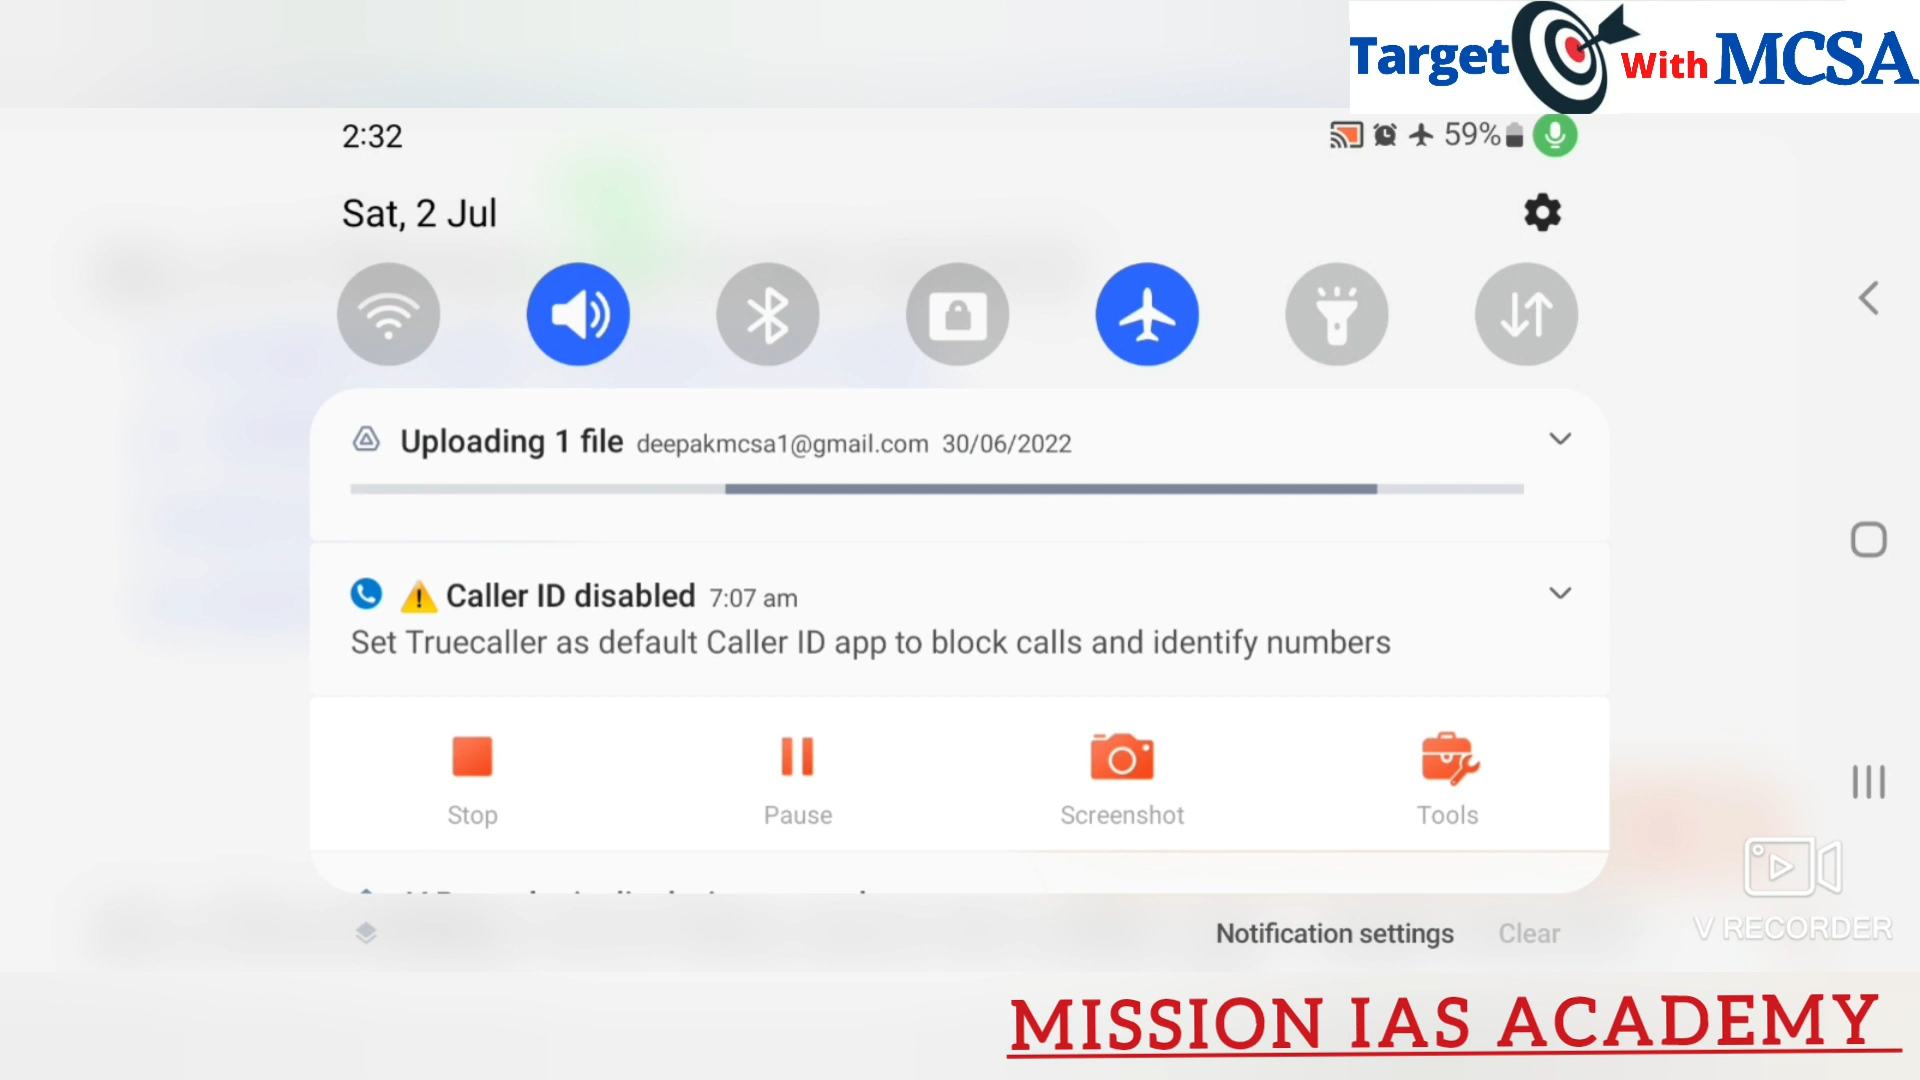 Target With MCSA
2:32
59%
Sat, 2 Jul
Uploading 1 file deepakmcsa1@gmail.com 30/06/2022
Caller ID disabled 7:07 am
Set Truecaller as default Caller ID app to block calls and identify numbers
Stop Pause Screenshot Tools
Notification settings Clear
V RECORDER
MISSION IAS ACADEMY